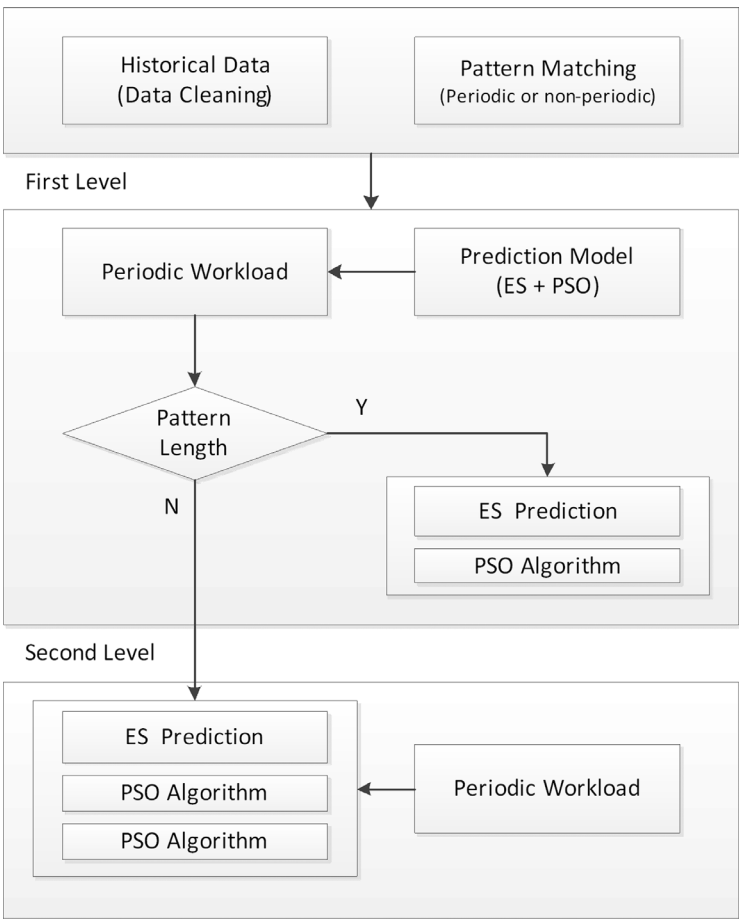 Historical Data
(Data Cleaning)
Pattern Matching
(Periodic or non-periodic)
First Level
Periodic Workload
Prediction Model
(ES + PSO)
Pattern
Length
Y
N
ES Prediction
PSO Algorithm
Second Level
ES Prediction
PSO Algorithm
PSO Algorithm
Periodic Workload